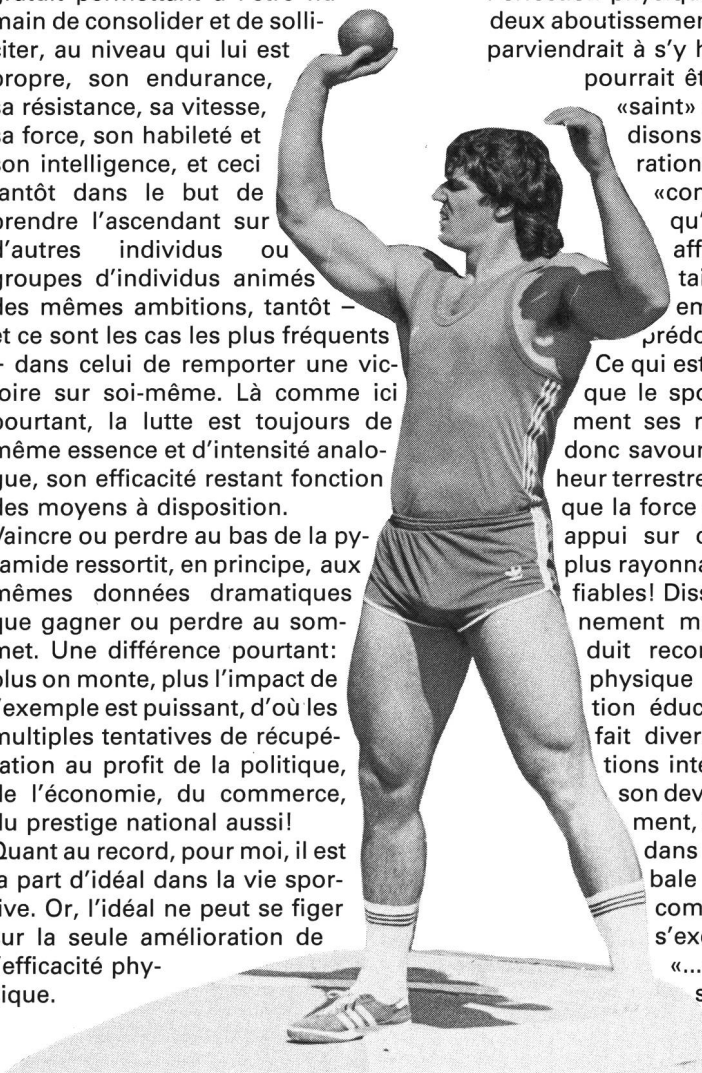 gratuit permettant à l'être hu-
main de consolider et de solli-
citer, au niveau qui lui est
propre, son endurance,
sa résistance, sa vitesse,
sa force, son habileté et
son intelligence, et ceci
tantôt dans le but de
prendre l'ascendant sur
d'autres individus ou
groupes d'individus animés
des mêmes ambitions, tantôt –
et ce sont les cas les plus fréquents
– dans celui de remporter une vic-
toire sur soi-même. Là comme ici
pourtant, la lutte est toujours de
même essence et d'intensité analo-
gue, son efficacité restant fonction
des moyens à disposition.
Vaincre ou perdre au bas de la py-
ramide ressortit, en principe, aux
mêmes données dramatiques
que gagner ou perdre au som-
met. Une différence pourtant:
plus on monte, plus l'impact de
l'exemple est puissant, d'où les
multiples tentatives de récupé-
ration au profit de la politique,
de l'économie, du commerce,
du prestige national aussi!
Quant au record, pour moi, il est
la part d'idéal dans la vie spor-
tive. Or, l'idéal ne peut se figer
sur la seule amélioration de
l'efficacité phy-
sique.
deux aboutissemen
parviendrait à s'y h
pourrait êt
«saint»
disons
ration
«con
qu'
aff
tai
em
prédo
Ce qui est
que le spo
ment ses r
donc savour
heur terrestre
que la force
appui sur c
plus rayonna
fiables! Diss
nement m
duit recor
physique
tion éduc
fait diver
tions inte
son dev
ment,
dans
bale
com
s'ex
«...
s